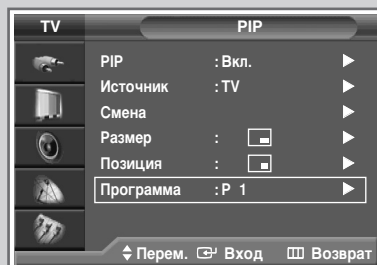 TV PIP
PIP : Вкл.
Источник : TV
Смена
Размер :
Позиция :
Программа : P 1
Перем. Вход Возврат